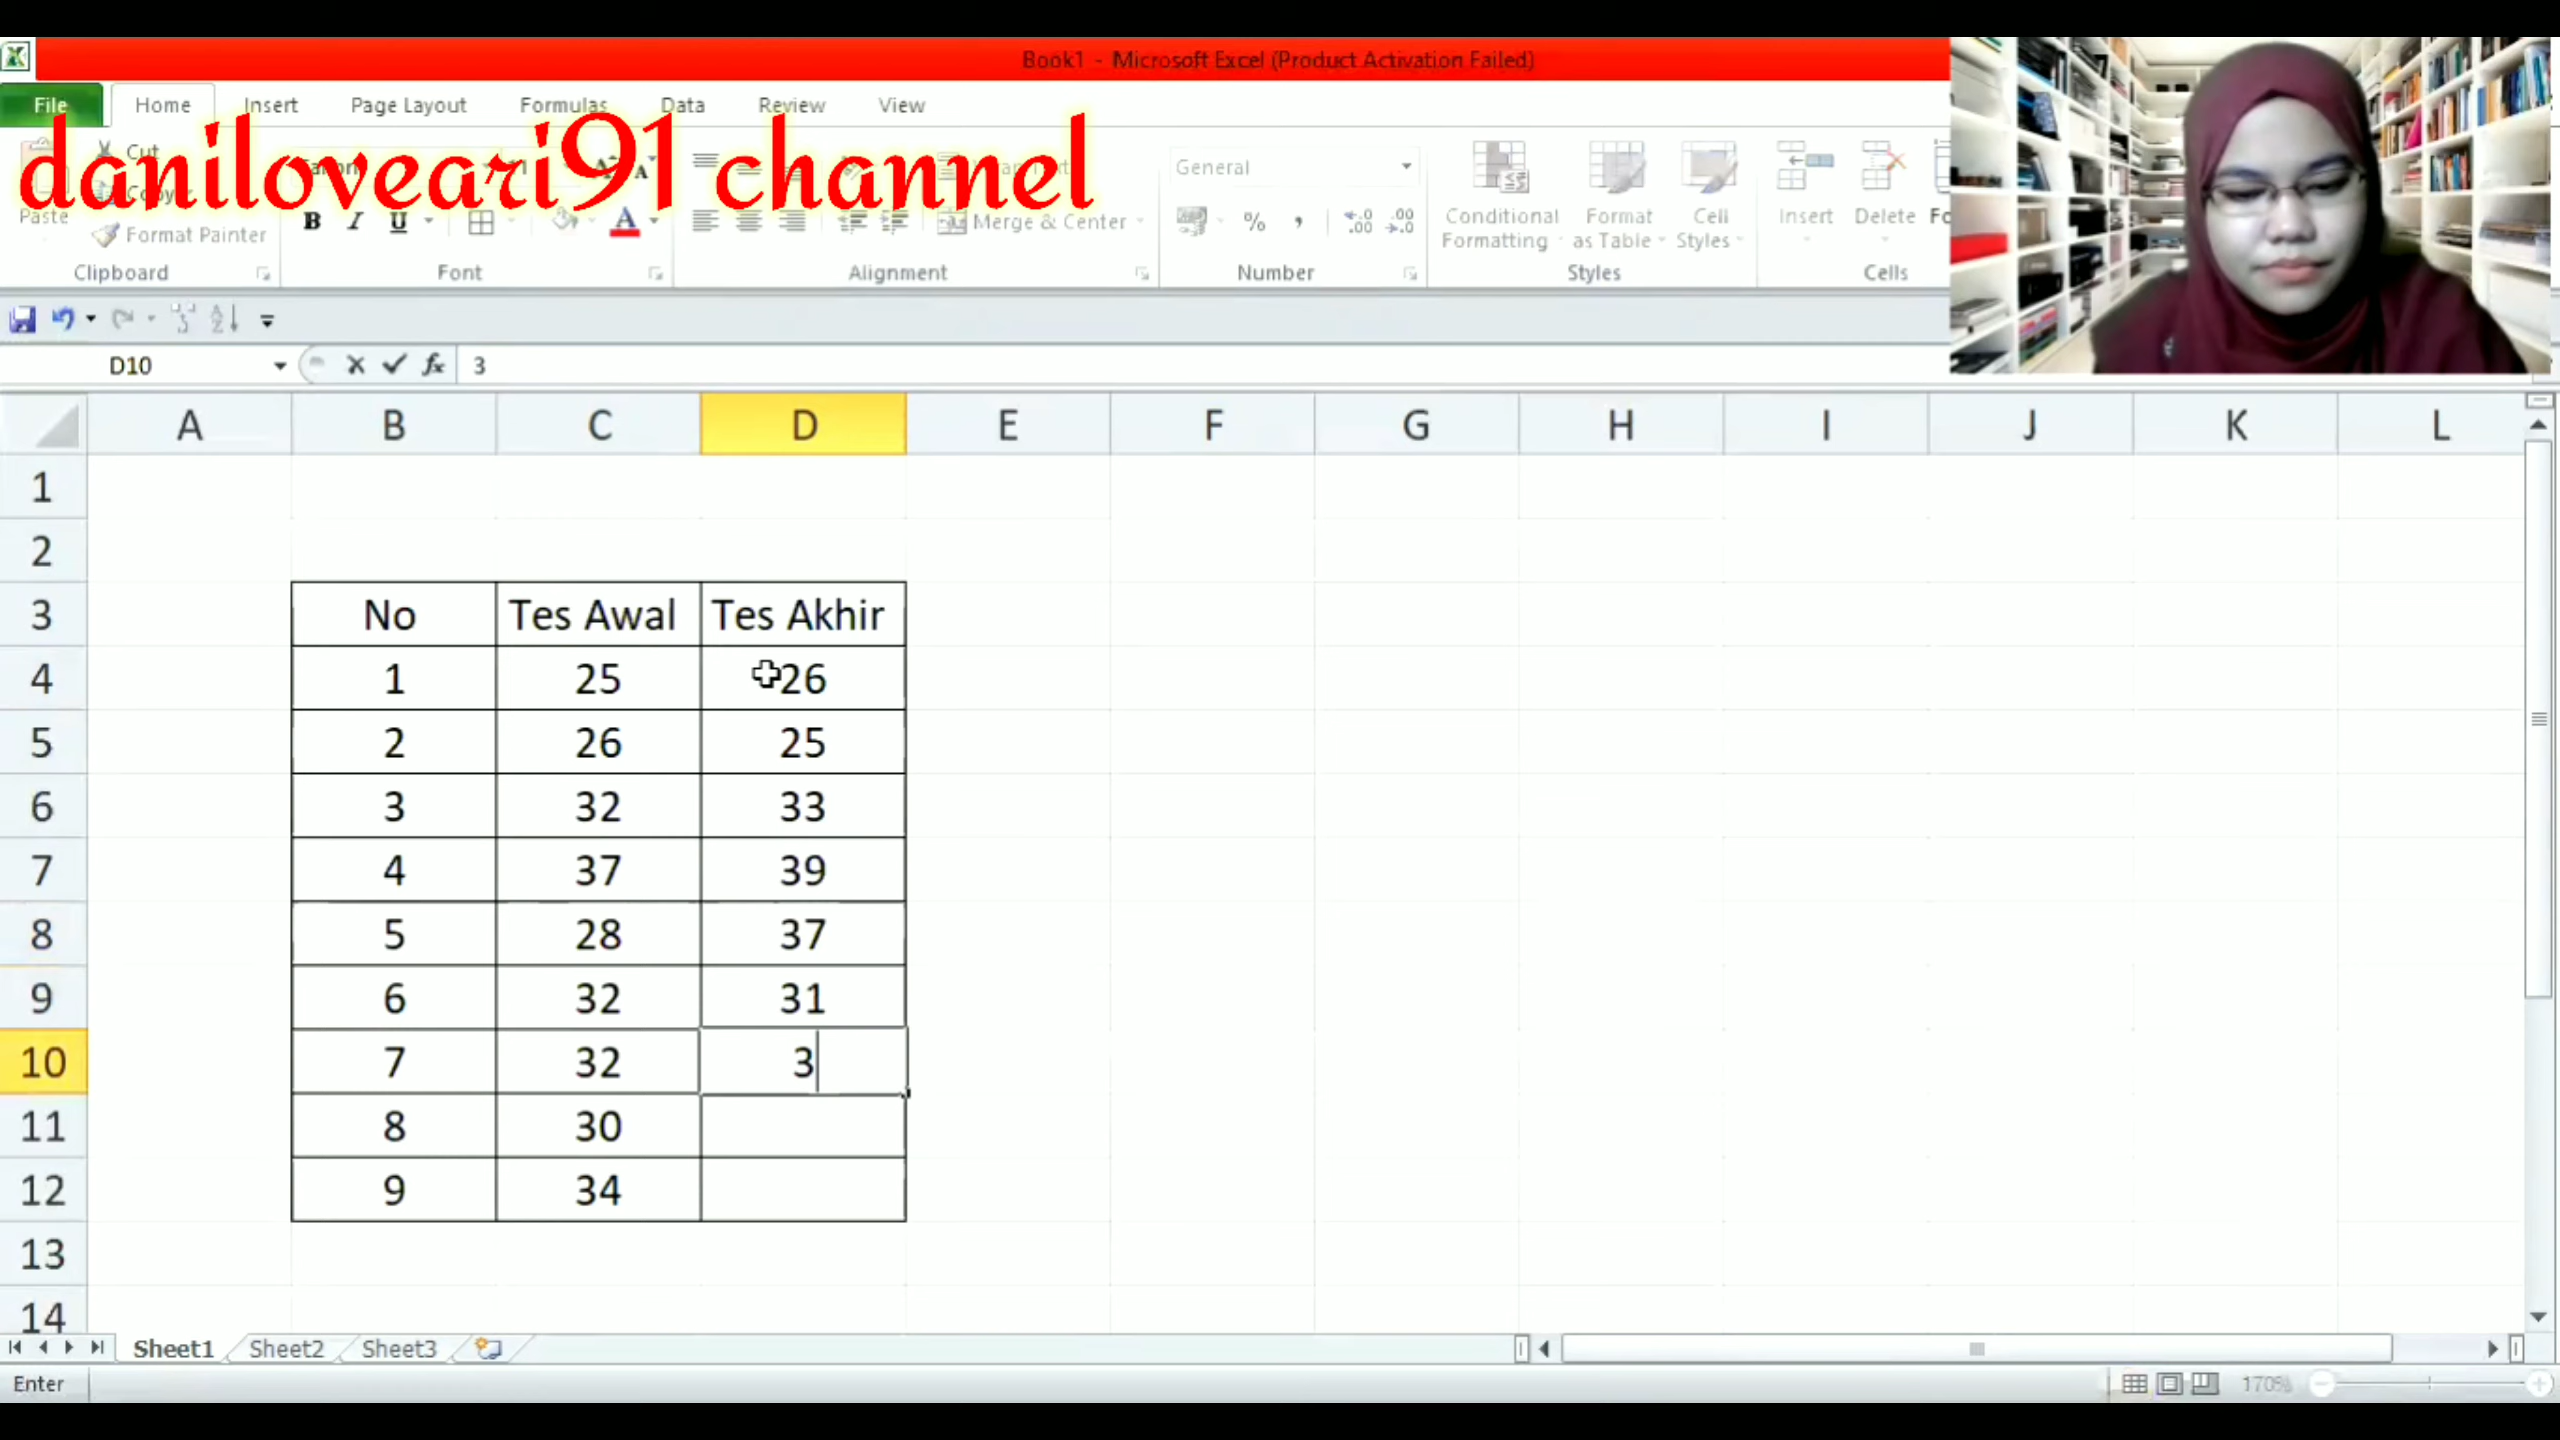 Book1 - Microsoft Excel (Product Activation Failed)
File Home Insert Page Layout Formulas Data Review View
daniloveari91 channel
Cut
Copy
Paste
Format Painter
B I U
Merge & Center
General
%
Conditional Formatting
Format as Table
Cell Styles
Insert
Delete
Clipboard Font Alignment Number Styles Cells
D10 fx 3
A B C D E F G H I J K L
1
2
3 No Tes Awal Tes Akhir
4 1 25 26
5 2 26 25
6 3 32 33
7 4 37 39
8 5 28 37
9 6 32 31
10 7 32 3
11 8 30
12 9 34
13
14
Sheet1 Sheet2 Sheet3
Enter 170%